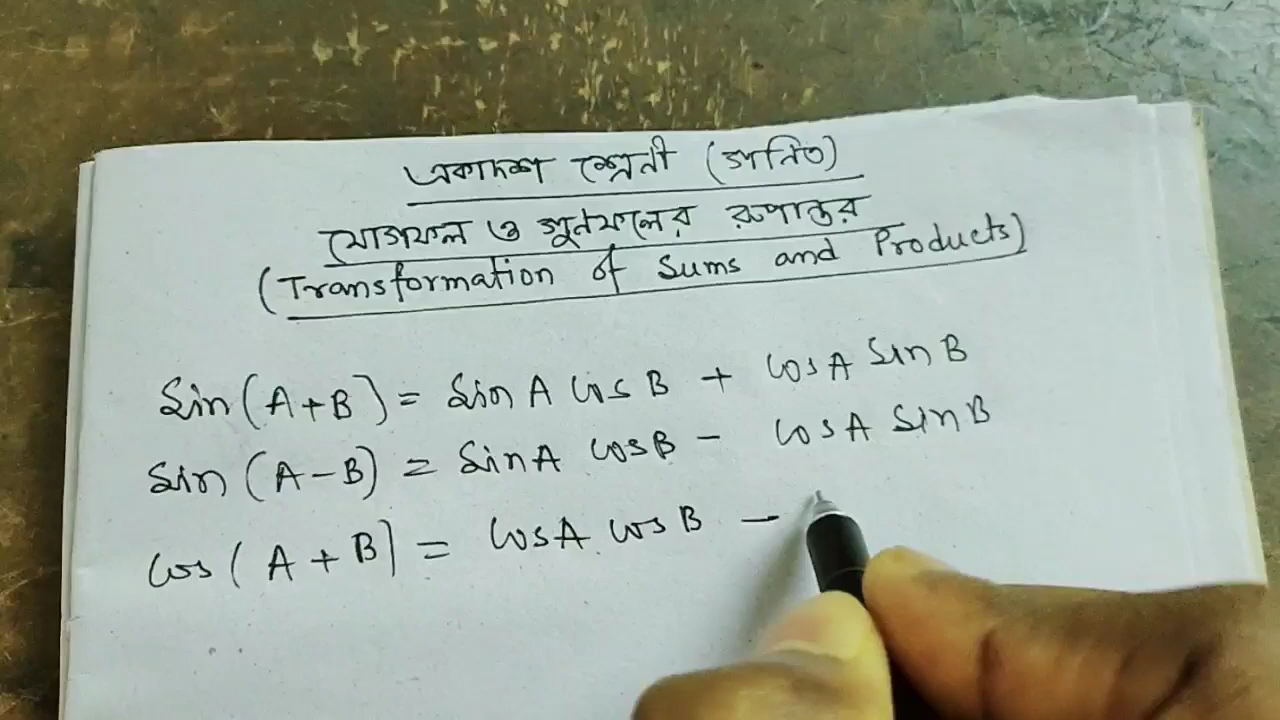 একাদশ শ্রেনী (গনিত)
যোগফল ও গুনফলের রূপান্তর
(Transformation of Sums and Products)
Sin(A+B) = Sin A Cos B + Cos A Sin B
Sin (A-B) = Sin A Cos B - Cos A Sin B
Cos (A+B) = Cos A. Cos B -